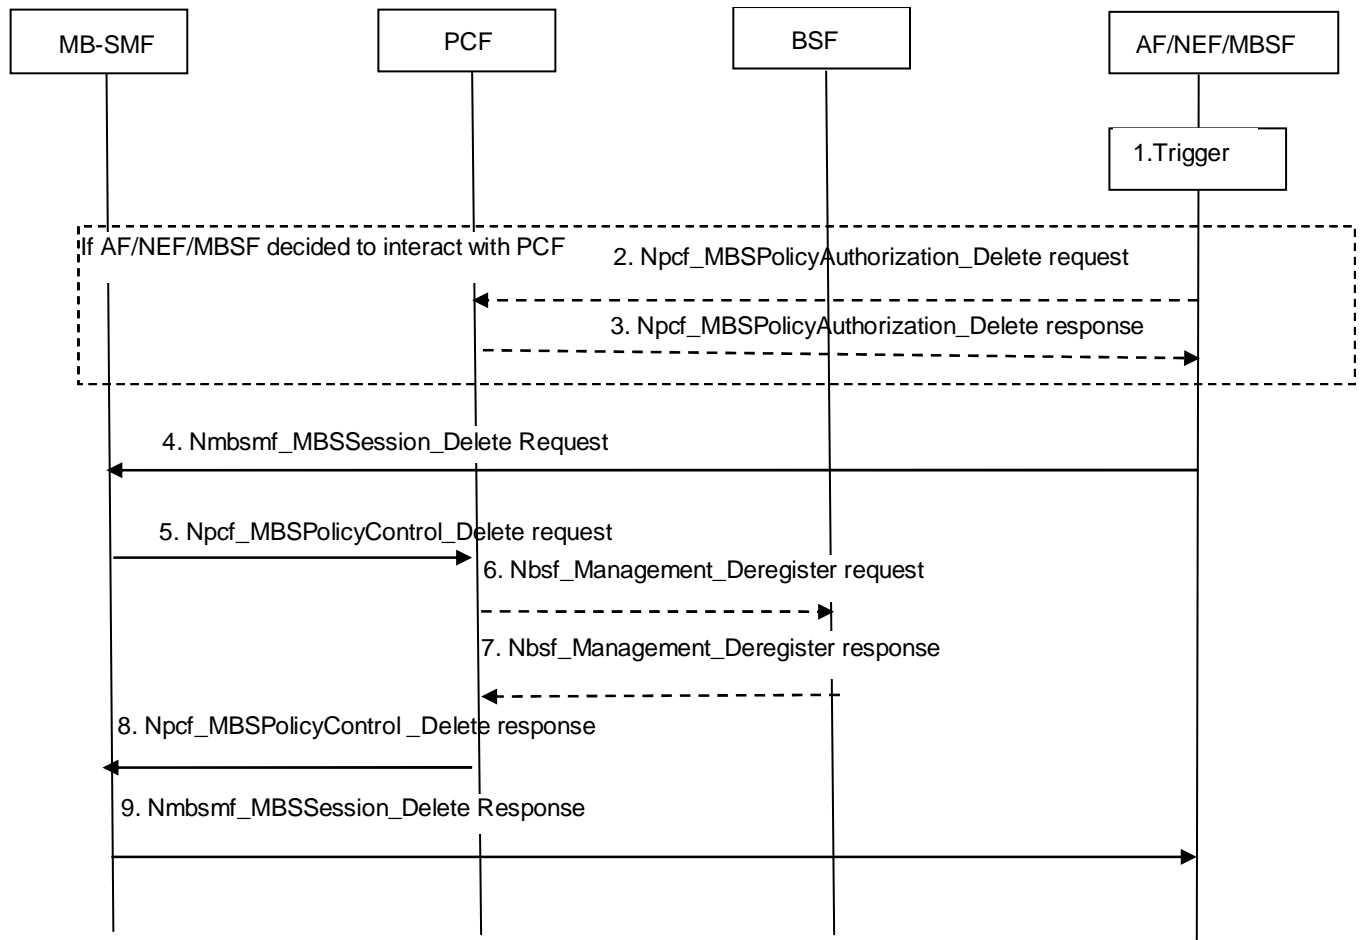 MB-SMF
PCF
BSF
AF/NEF/MBSF
1.Trigger
If AF/NEF/MBSF decided to interact with PCF
2. Npcf_MBSPolicyAuthorization_Delete request
3. Npcf_MBSPolicyAuthorization_Delete response
4. Nmbsmf_MBSSession_Delete Request
5. Npcf_MBSPolicyControl_Delete request
6. Nbsf_Management_Deregister request
7. Nbsf_Management_Deregister response
8. Npcf_MBSPolicyControl _Delete response
9. Nmbsmf_MBSSession_Delete Response